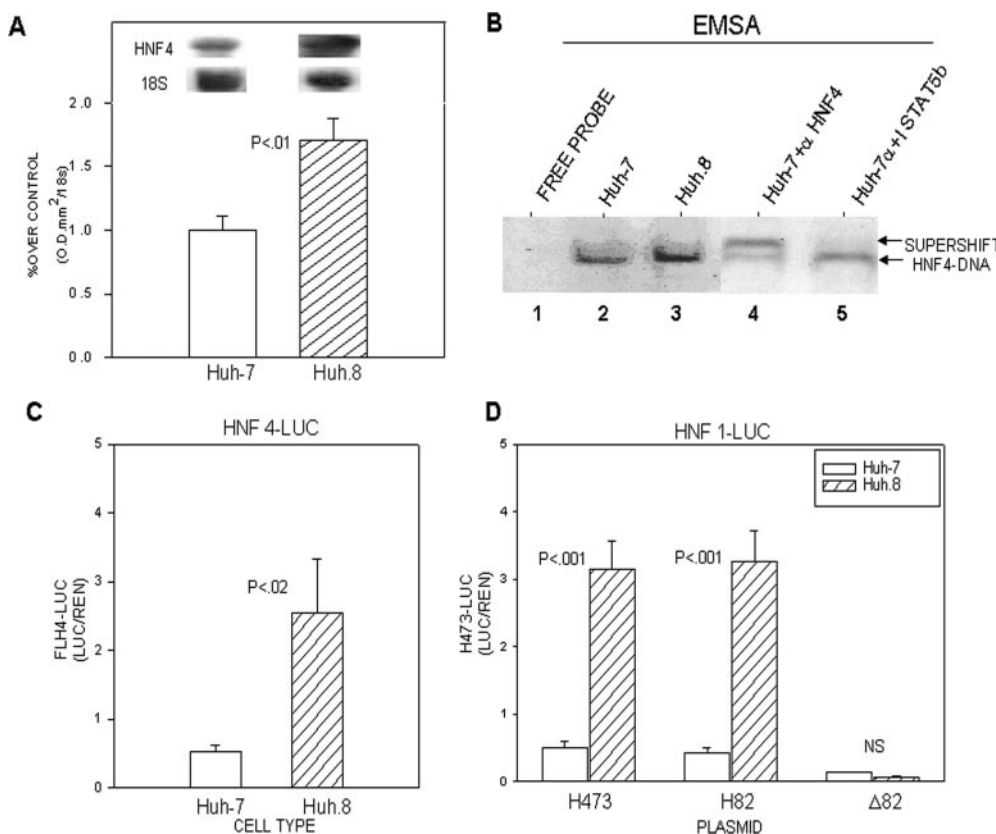 A
HNF4
18S
%OVER CONTROL
(O.D.mm²/18s)
2.0
1.5
1.0
0.5
0.0
P<.01
Huh-7
Huh.8
B
EMSA
FREE PROBE
Huh-7
Huh.8
Huh-7+α HNF4
Huh-7α+I STAT5b
SUPERSHIFT
HNF4-DNA
1 2 3 4 5
C
HNF 4-LUC
FLH4-LUC
(LUC/REN)
5
4
3
2
1
0
P<.02
Huh-7
Huh.8
CELL TYPE
D
HNF 1-LUC
H473-LUC
(LUC/REN)
5
4
3
2
1
0
Huh-7
Huh.8
P<.001
P<.001
NS
H473
H82
Δ82
PLASMID